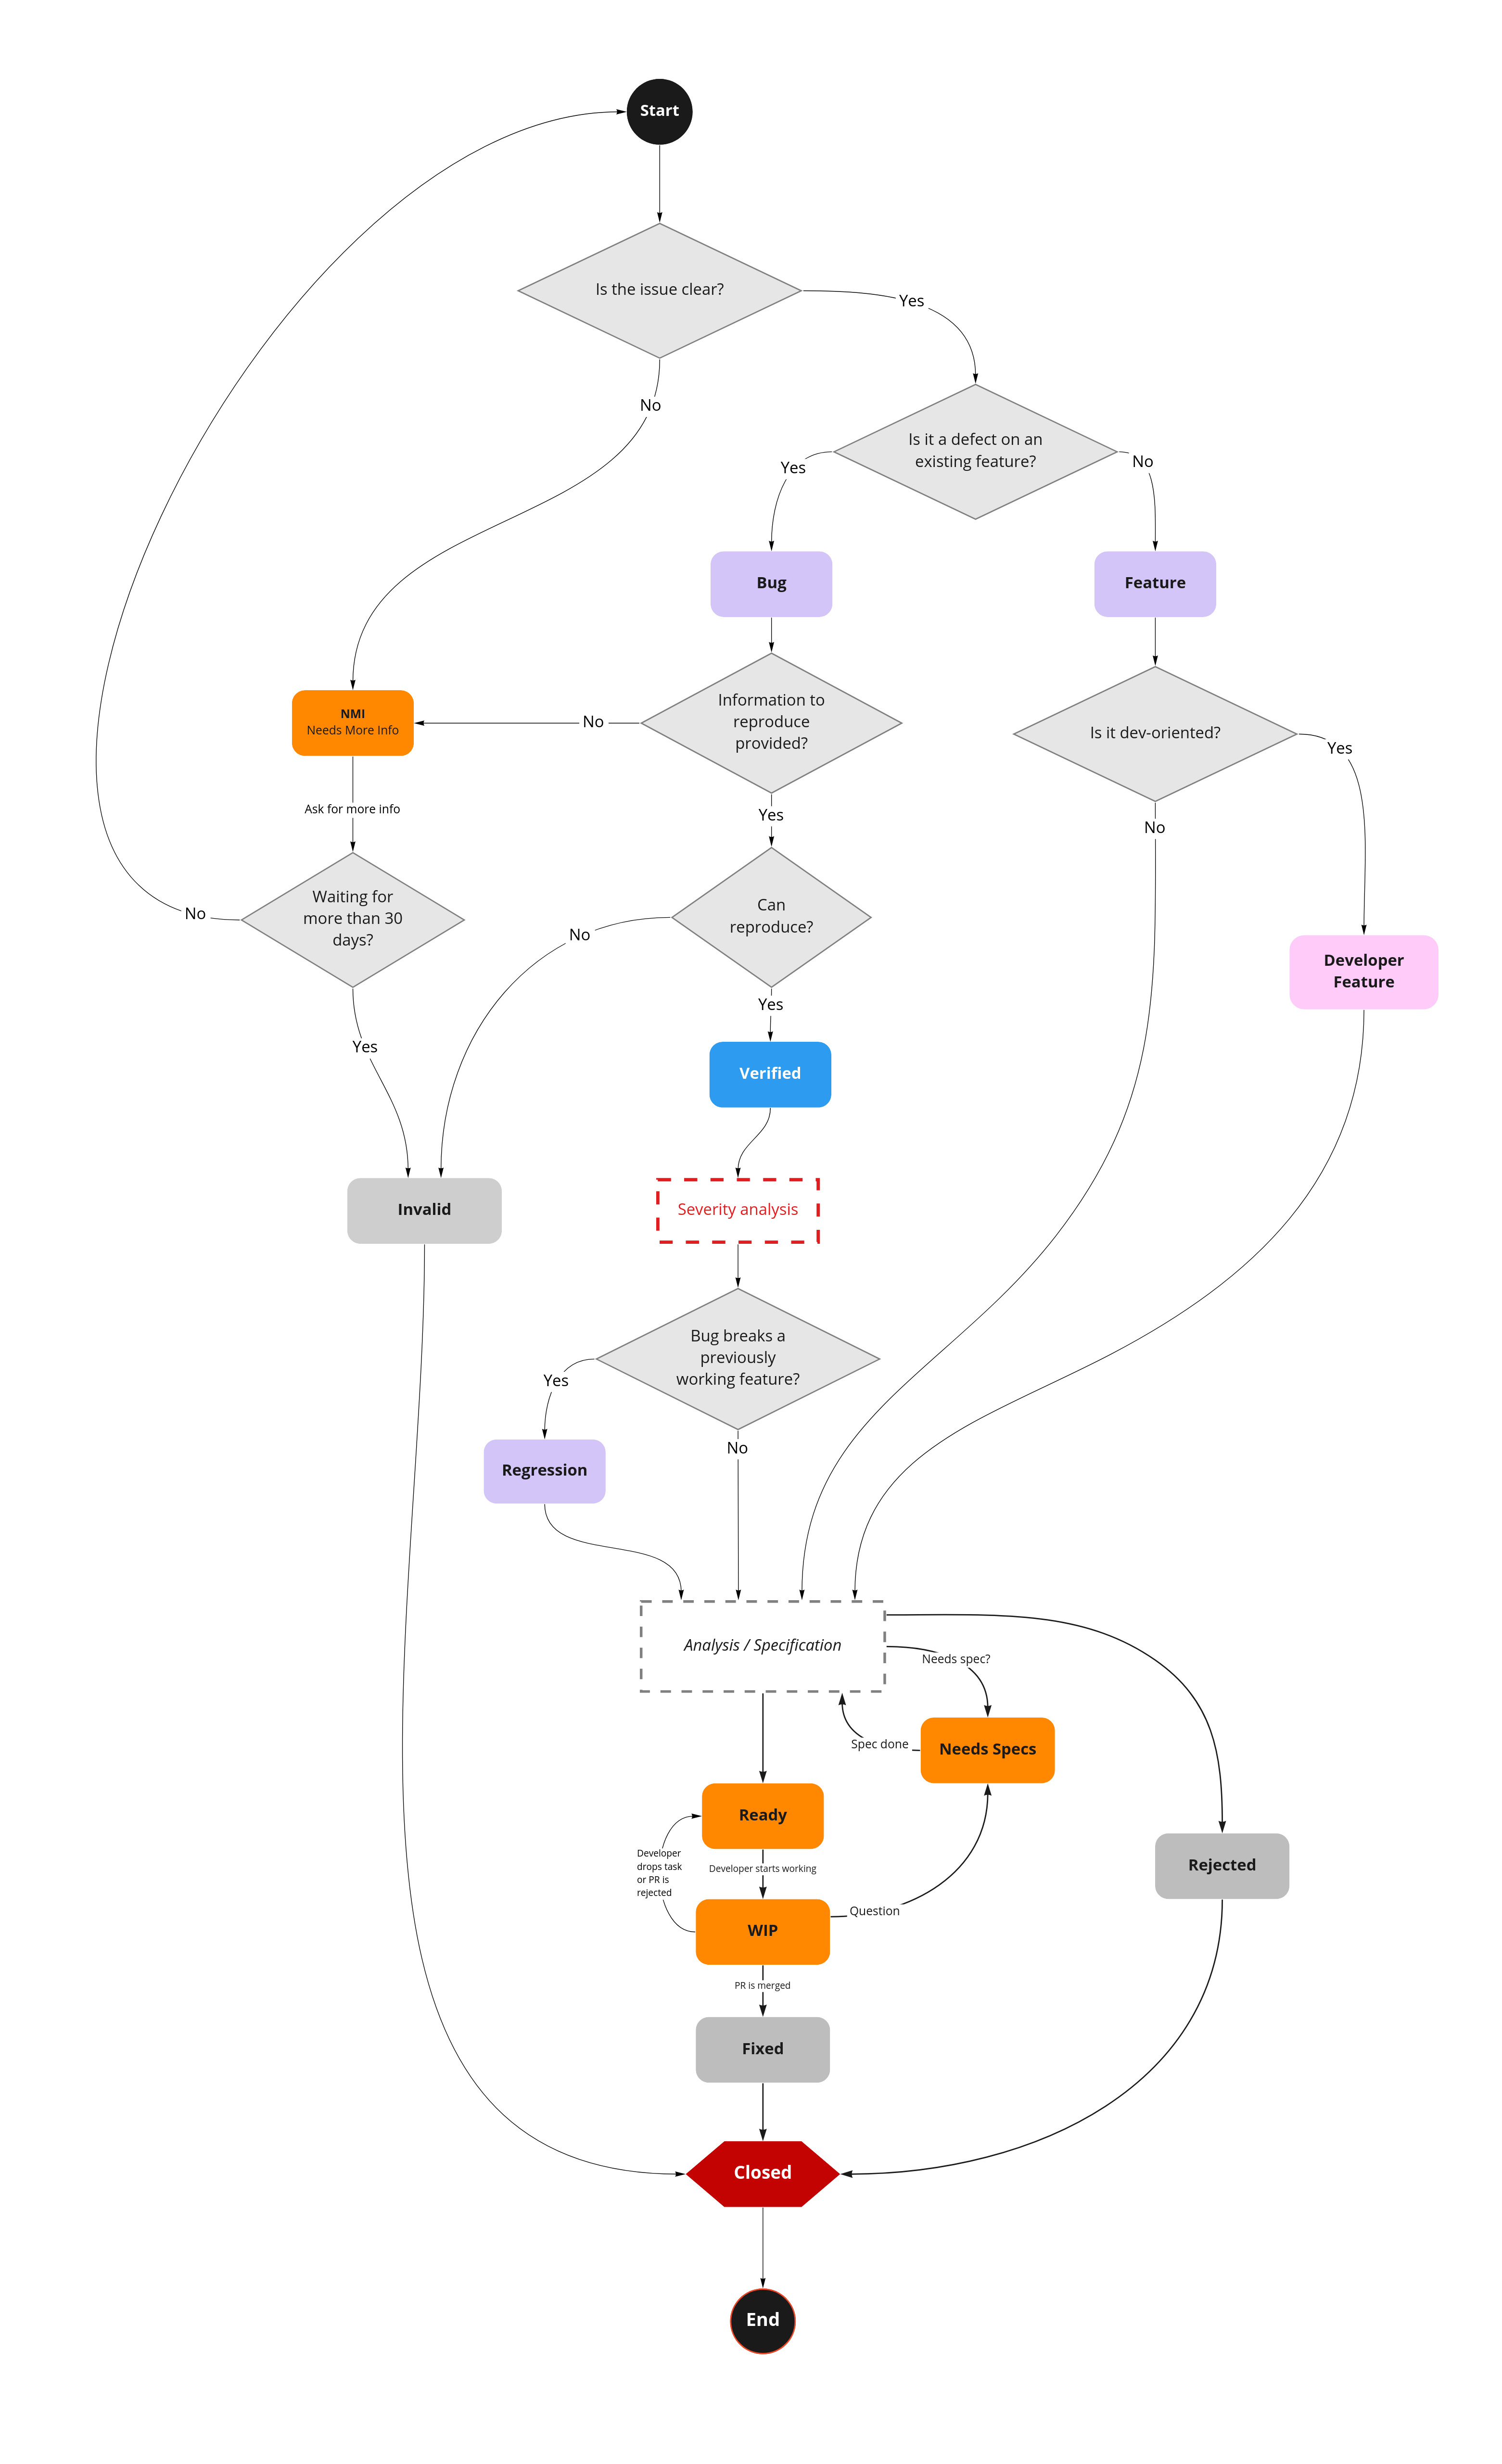 Start
Is the issue clear?
Yes
No
Is it a defect on an
existing feature?
Yes
No
Bug
Feature
Information to
reproduce
provided?
No
NMI
Needs More Info
Is it dev-oriented?
Yes
Ask for more info
Yes
No
Waiting for
more than 30
days?
No
Can
reproduce?
No
Developer
Feature
Yes
Yes
Verified
Invalid
Severity analysis
Bug breaks a
previously
working feature?
Yes
No
Regression
Analysis / Specification
Needs spec?
Spec done
Needs Specs
Ready
Developer
drops task
or PR is
rejected
Developer starts working
Rejected
Question
WIP
PR is merged
Fixed
Closed
End